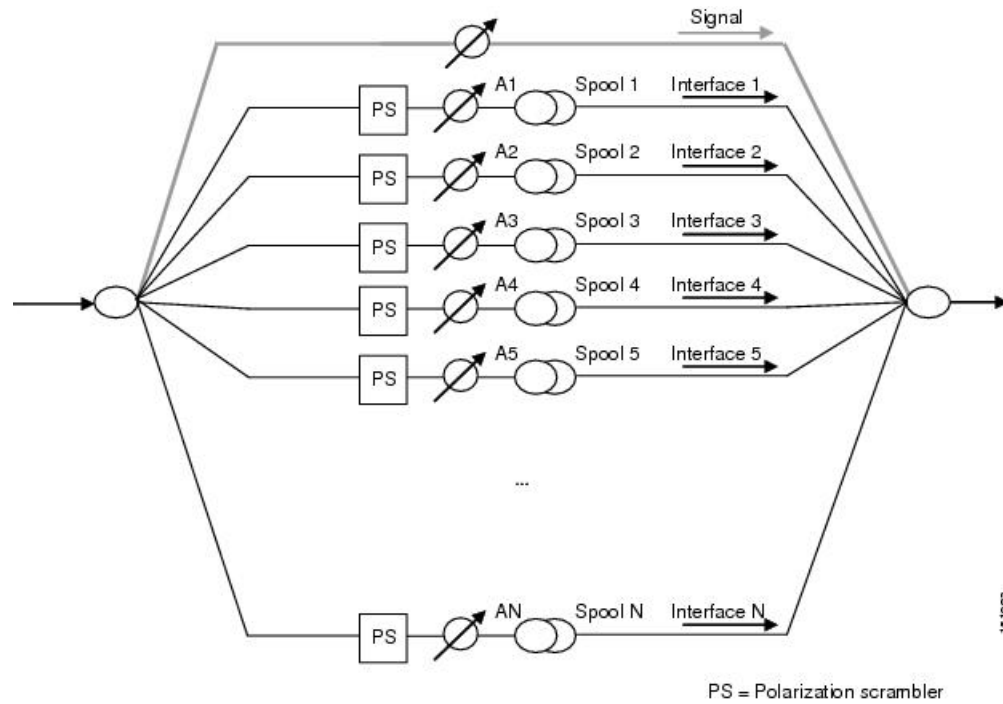 Signal
PS A1 Spool 1 Interface 1
PS A2 Spool 2 Interface 2
PS A3 Spool 3 Interface 3
PS A4 Spool 4 Interface 4
PS A5 Spool 5 Interface 5
...
PS AN Spool N Interface N
PS = Polarization scrambler